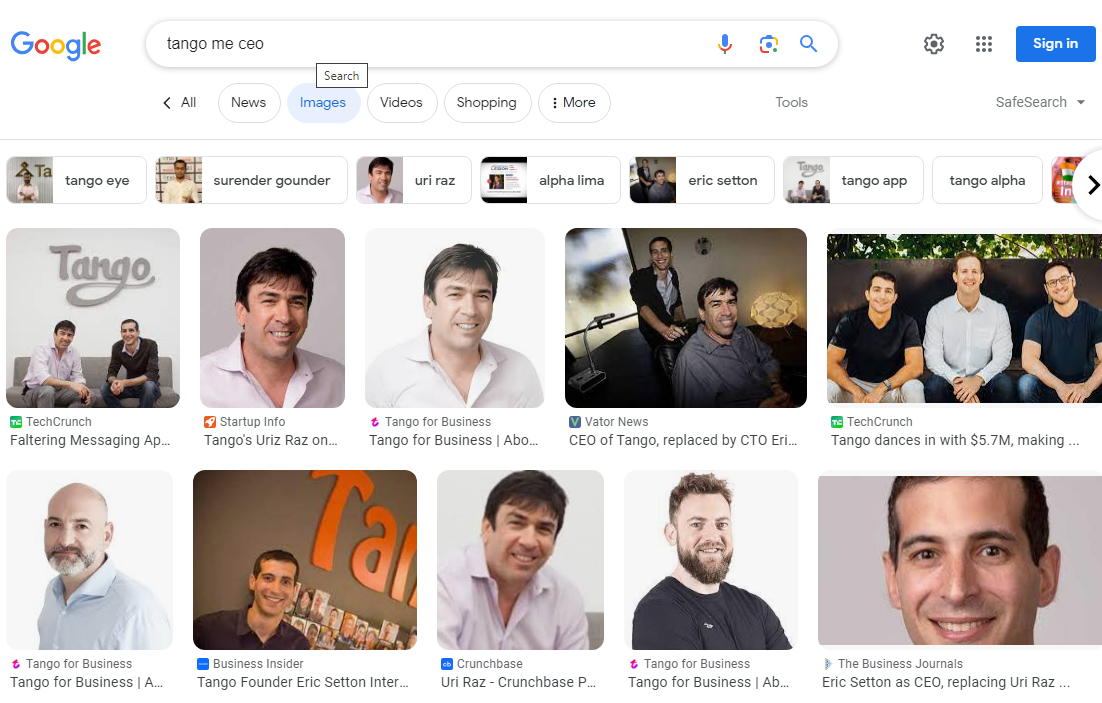 Google
tango me ceo
Sign in
Search
All
News
Images
Videos
Shopping
More
Tools
SafeSearch
tango eye
surender gounder
uri raz
alpha lima
eric setton
tango app
tango alpha
Tango
TechCrunch
Faltering Messaging Ap...
Startup Info
Tango's Uriz Raz on...
Tango for Business
Tango for Business | Abo...
Vator News
CEO of Tango, replaced by CTO Eri...
TechCrunch
Tango dances in with $5.7M, making ...
Tan
Tango for Business
Tango for Business | A...
Business Insider
Tango Founder Eric Setton Inter...
Crunchbase
Uri Raz - Crunchbase P...
Tango for Business
Tango for Business | Ab...
The Business Journals
Eric Setton as CEO, replacing Uri Raz ...